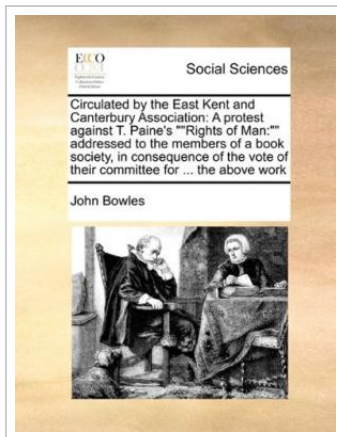 ECCO
Social Sciences
Circulated by the East Kent and
Canterbury Association: A protest
against T. Paine's ""Rights of Man:""
addressed to the members of a book
society, in consequence of the vote of
their committee for ... the above work
John Bowles